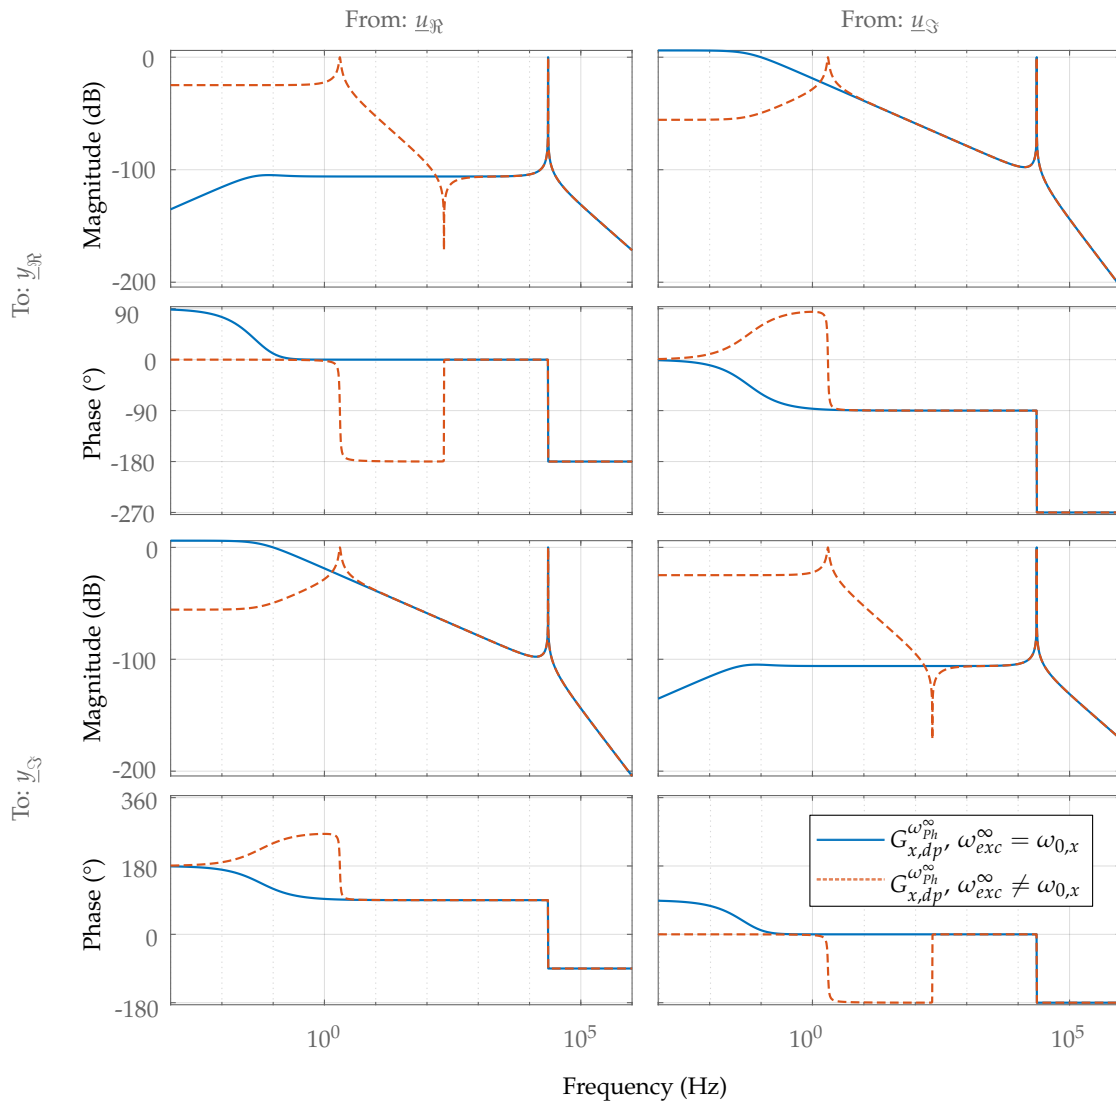 From: u_ℜ
From: u_ℑ
To: y_ℜ
Magnitude (dB)
0
-100
-200
Magnitude (dB)
Phase (°)
90
0
-90
-180
-270
To: y_ℑ
Magnitude (dB)
0
-100
-200
Phase (°)
360
180
0
-180
G_{x,dp}^{ω_{Ph}^∞}, ω_{exc}^∞ = ω_{0,x}
G_{x,dp}^{ω_{Ph}^∞}, ω_{exc}^∞ ≠ ω_{0,x}
10^0
10^5
10^0
10^5
Frequency (Hz)